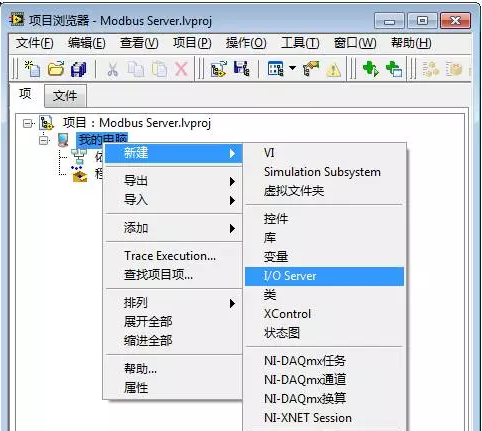 项目浏览器 - Modbus Server.lvproj
文件(F) 编辑(E) 查看(V) 项目(P) 操作(O) 工具(T) 窗口(W) 帮助(H)
项 文件
项目：Modbus Server.lvproj
我的电脑
依
程
新建
导出
导入
添加
Trace Execution...
查找项目项...
排列
展开全部
缩进全部
帮助...
属性
VI
Simulation Subsystem
虚拟文件夹
控件
库
变量
I/O Server
类
XControl
状态图
NI-DAQmx任务
NI-DAQmx通道
NI-DAQmx换算
NI-XNET Session